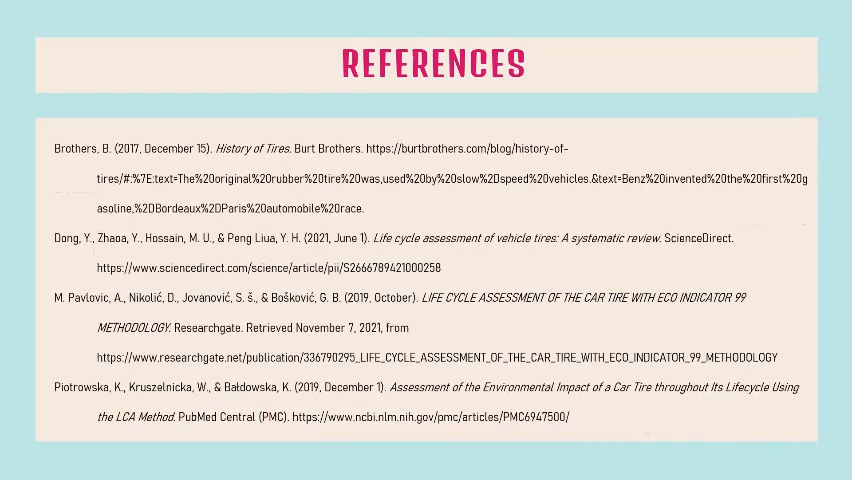 REFERENCES
Brothers, B. (2017, December 15). History of Tires. Burt Brothers. https://burtbrothers.com/blog/history-of-
tires/#:%7E:text=The%20original%20rubber%20tire%20was,used%20by%20slow%2Dspeed%20vehicles.&text=Benz%20invented%20the%20first%20g
asoline,%2DBordeaux%2DParis%20automobile%20race.
Dong, Y., Zhaoa, Y., Hossain, M. U., & Peng Liua, Y. H. (2021, June 1). Life cycle assessment of vehicle tires: A systematic review. ScienceDirect.
https://www.sciencedirect.com/science/article/pii/S2666789421000258
M. Pavlovic, A., Nikolić, D., Jovanović, S. š., & Bošković, G. B. (2019, October). LIFE CYCLE ASSESSMENT OF THE CAR TIRE WITH ECO INDICATOR 99
METHODOLOGY. Researchgate. Retrieved November 7, 2021, from
https://www.researchgate.net/publication/336790295_LIFE_CYCLE_ASSESSMENT_OF_THE_CAR_TIRE_WITH_ECO_INDICATOR_99_METHODOLOGY
Piotrowska, K., Kruszelnicka, W., & Bałdowska, K. (2019, December 1). Assessment of the Environmental Impact of a Car Tire throughout Its Lifecycle Using
the LCA Method. PubMed Central (PMC). https://www.ncbi.nlm.nih.gov/pmc/articles/PMC6947500/